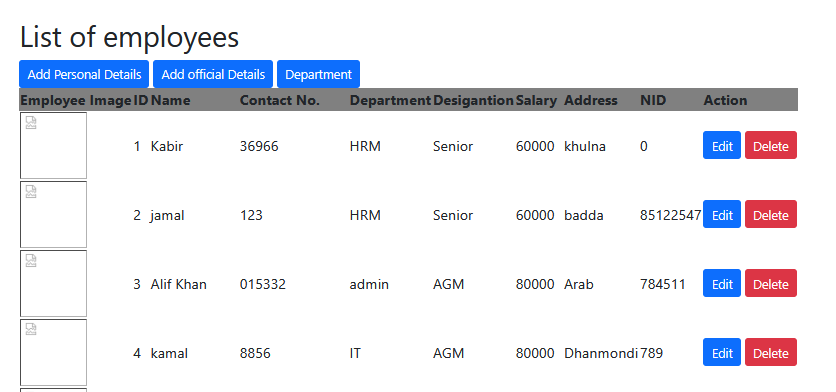 List of employees
Add Personal Details Add official Details Department
Employee Image ID Name Contact No. Department Desigantion Salary Address NID Action
1 Kabir 36966 HRM Senior 60000 khulna 0 Edit Delete
2 jamal 123 HRM Senior 60000 badda 85122547 Edit Delete
3 Alif Khan 015332 admin AGM 80000 Arab 784511 Edit Delete
4 kamal 8856 IT AGM 80000 Dhanmondi 789 Edit Delete